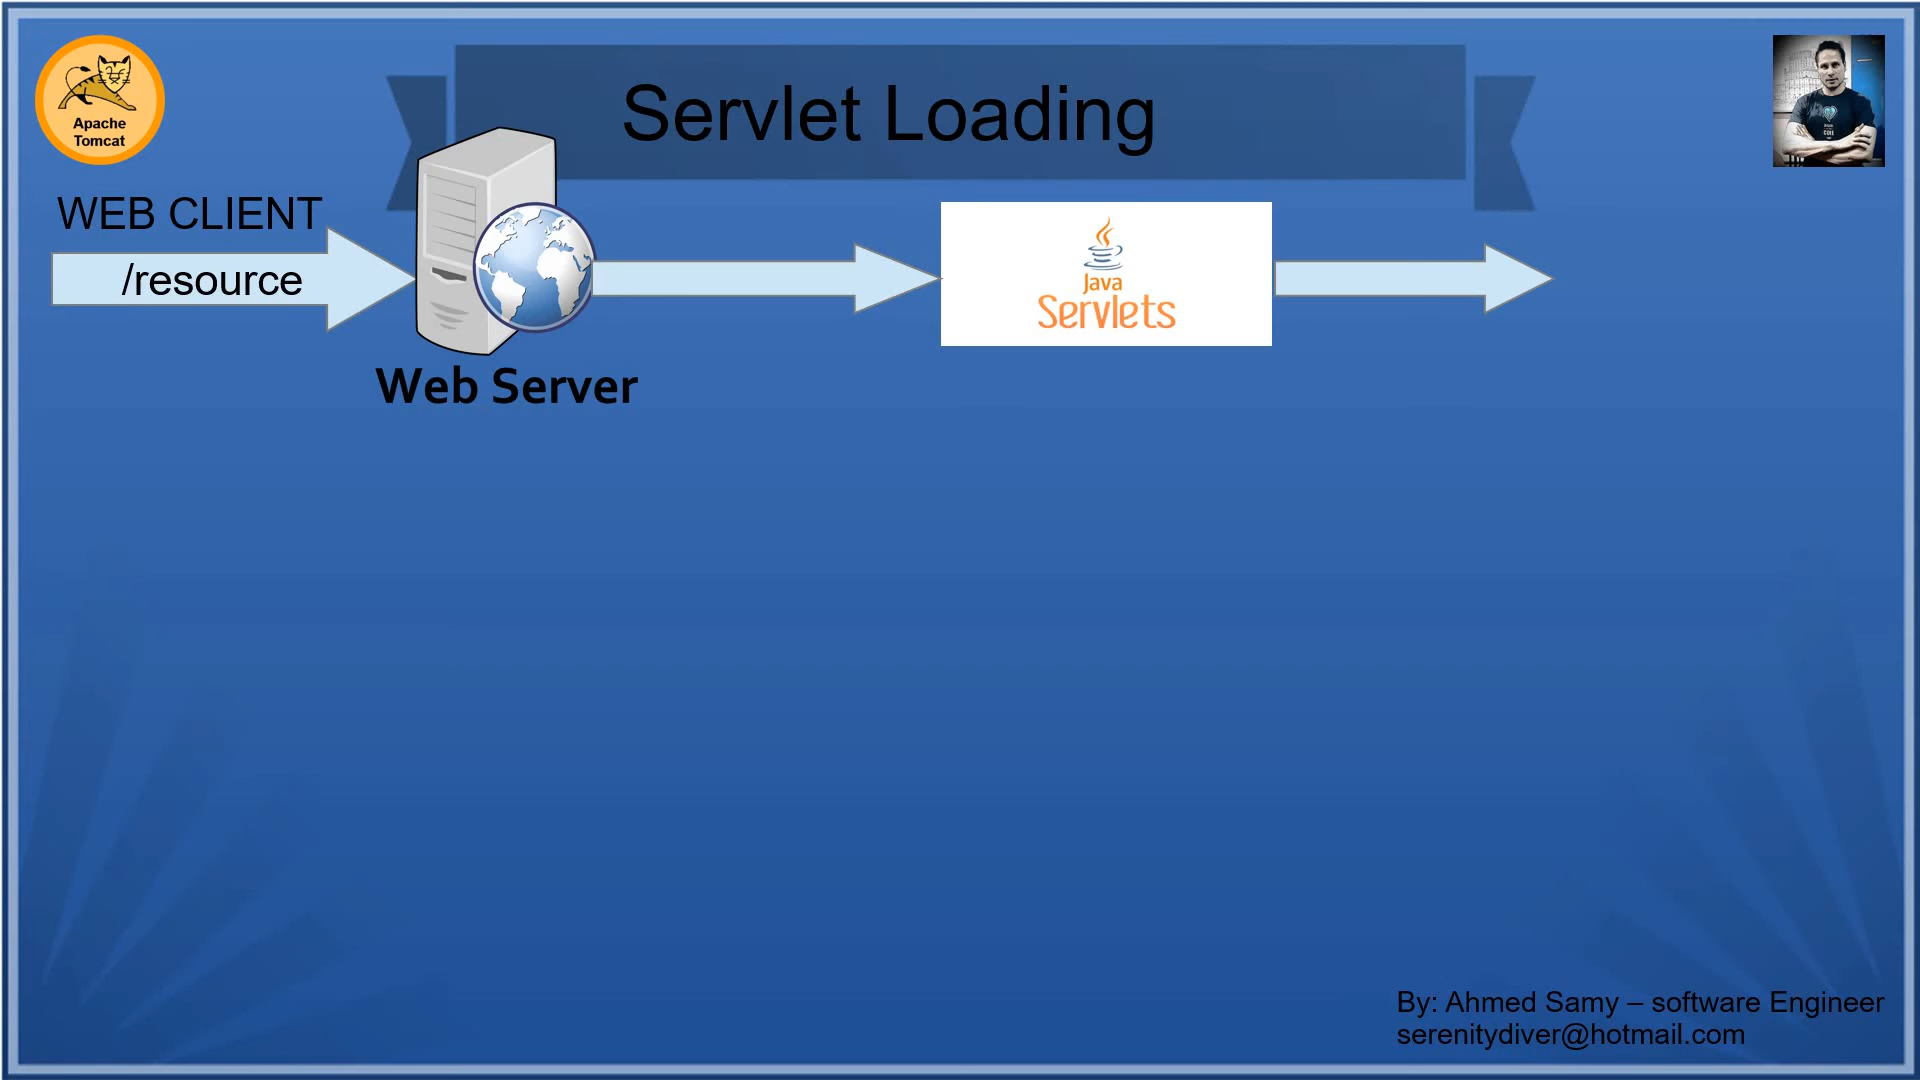 Apache
Tomcat
Servlet Loading
WEB CLIENT
/resource
Java
Servlets
Web Server
By: Ahmed Samy – software Engineer
serenitydiver@hotmail.com